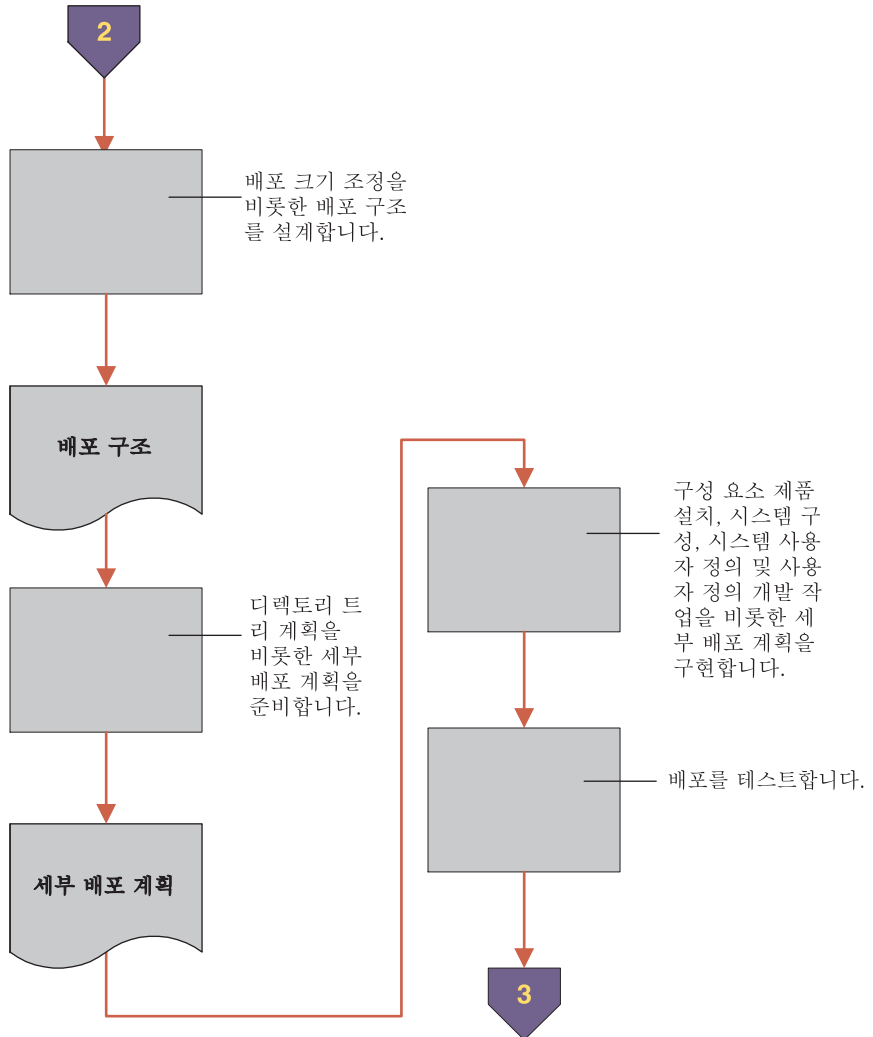 2
배포 크기 조정을
비롯한 배포 구조
를 설계합니다.
배포 구조
디렉토리 트
리 계획을
비롯한 세부
배포 계획을
준비합니다.
세부 배포 계획
구성 요소 제품
설치, 시스템 구
성, 시스템 사용
자 정의 및 사용
자 정의 개발 작
업을 비롯한 세
부 배포 계획을
구현합니다.
배포를 테스트합니다.
3